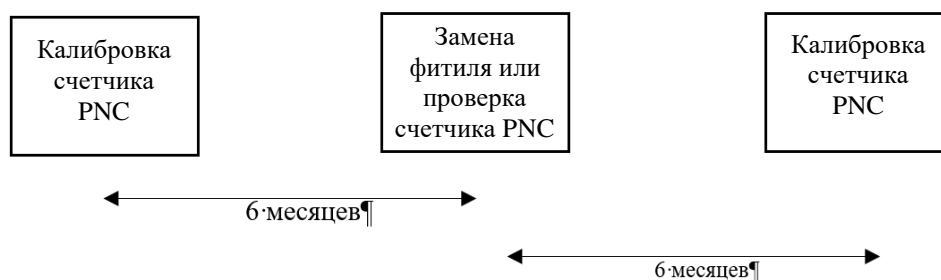 Калибровка
счетчика
PNC
Замена
фитиля или
проверка
счетчика PNC
Калибровка
счетчика
PNC
6·месяцев¶
6·месяцев¶